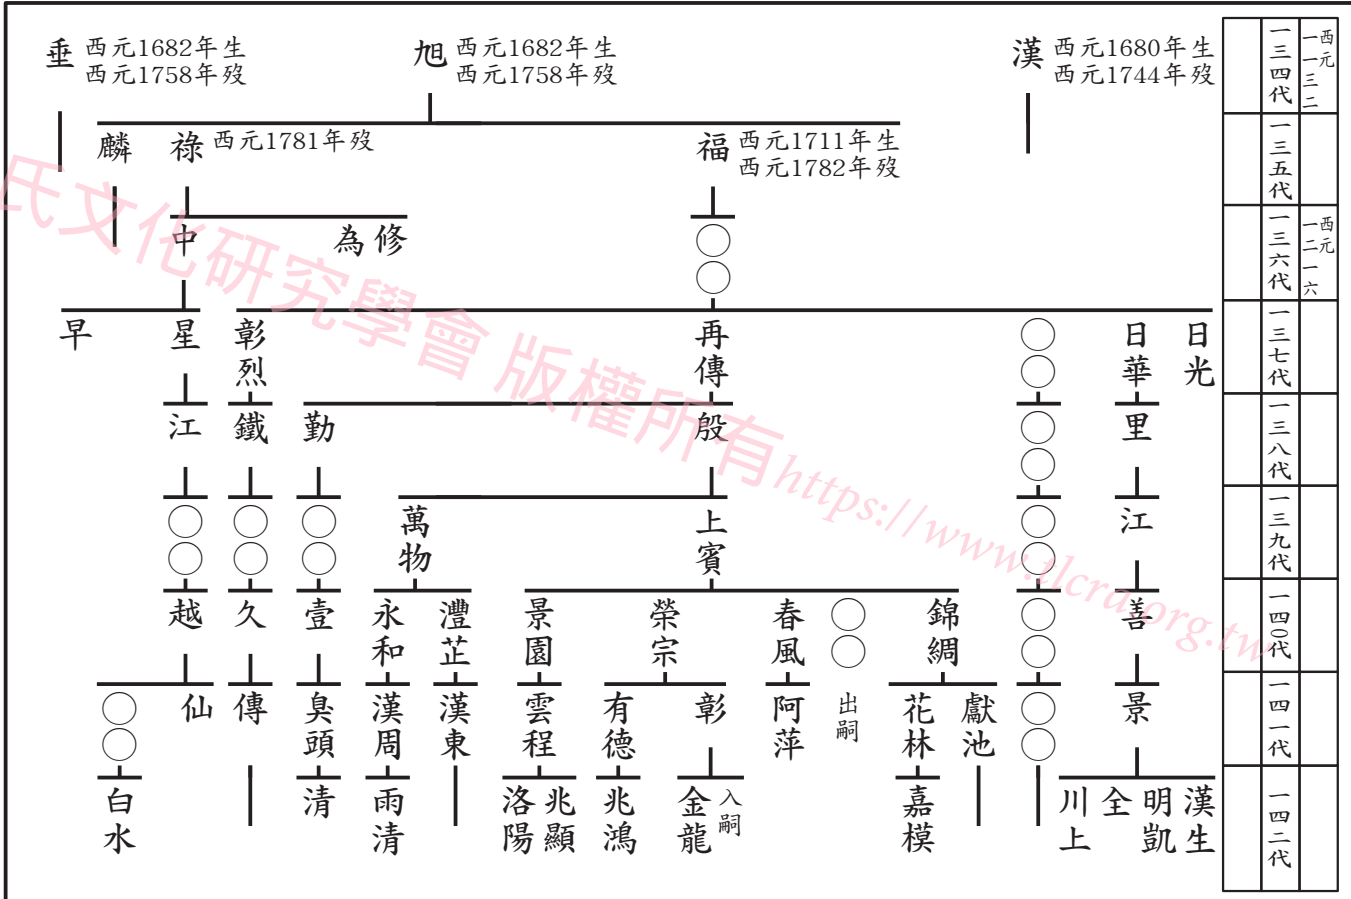 西元一一三二
一三四代
漢 西元1680年生
西元1744年歿
旭 西元1682年生
西元1758年歿
垂 西元1682年生
西元1758年歿
一三五代
福 西元1711年生
西元1782年歿
祿 西元1781年歿
麟
西元一二一六
一三六代
○○
修
為
中
一三七代
日光
日華
○○
再傳
彰烈
星
早
一三八代
里
○○
殷
勤
鐵
江
一三九代
江
○○
上賓
萬物
○○
○○
○○
一四○代
善
○○
錦綢
○○
出嗣
春風
榮宗
景園
灃芷
永和
壹
久
越
一四一代
景
○○
獻池
花林
阿萍
彰
有德
雲程
漢東
漢周
臭頭
傳
仙
○○
一四二代
漢生
明凱
全
川上
嘉模
入嗣
金龍
兆鴻
兆顯
洛陽
雨清
清
白水
氏文化研究學會 版權所有https://www.tlcra.org.tw